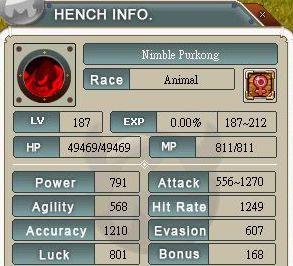 HENCH INFO.
Nimble Purkong
Race Animal
LV 187 EXP 0.00% 187~212
HP 49469/49469 MP 811/811
Power 791 Attack 556~1270
Agility 568 Hit Rate 1249
Accuracy 1210 Evasion 607
Luck 801 Bonus 168